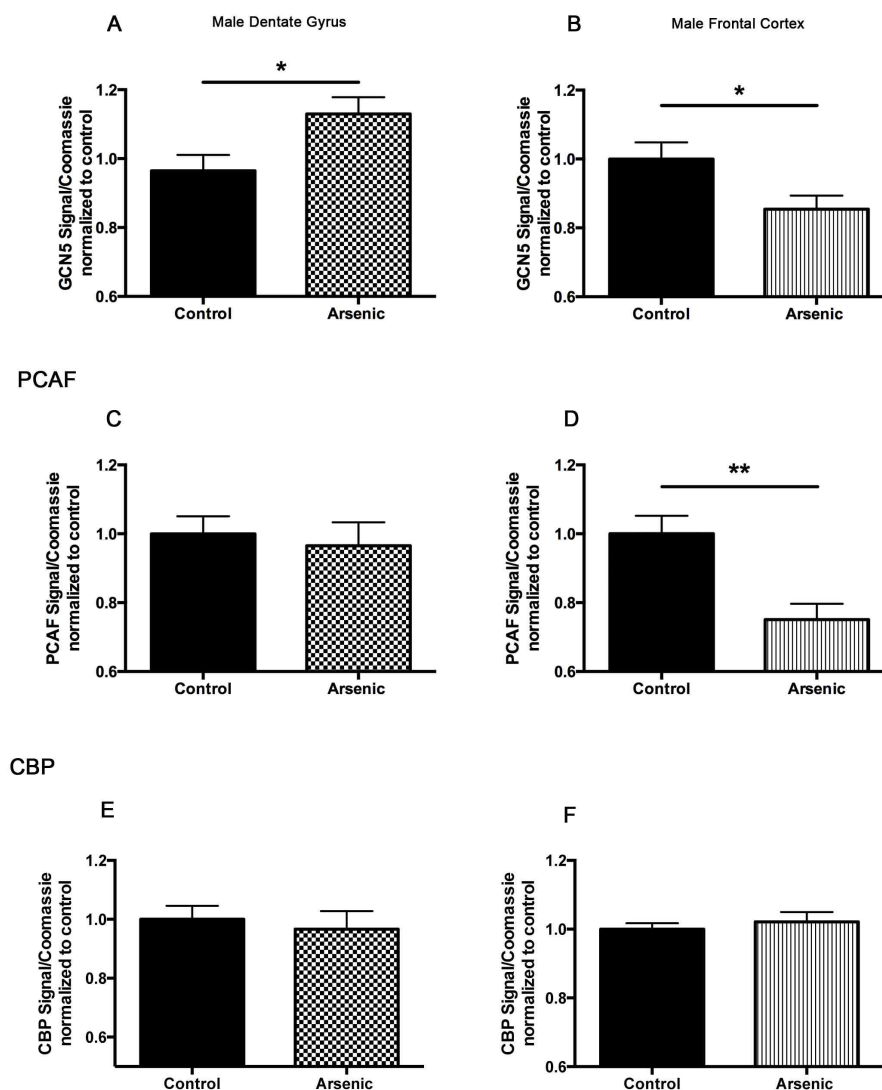 A
Male Dentate Gyrus
*
GCN5 Signal/Coomassie
normalized to control
1.2
1.0
0.8
0.6
Control
Arsenic
B
Male Frontal Cortex
*
GCN5 Signal/Coomassie
normalized to control
1.2
1.0
0.8
0.6
Control
Arsenic
PCAF
C
PCAF Signal/Coomassie
normalized to control
1.2
1.0
0.8
0.6
Control
Arsenic
D
**
PCAF Signal/Coomassie
normalized to control
1.2
1.0
0.8
0.6
Control
Arsenic
CBP
E
CBP Signal/Coomassie
normalized to control
1.2
1.0
0.8
0.6
Control
Arsenic
F
CBP Signal/Coomassie
normalized to control
1.2
1.0
0.8
0.6
Control
Arsenic